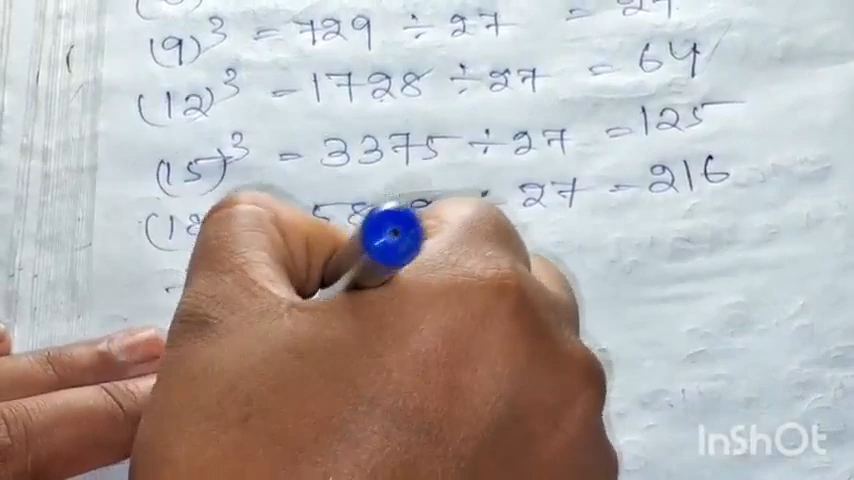 (9)³ = 729 ÷ 27 = 27
(12)³ = 1728 ÷ 27 = 64
(15)³ = 3375 ÷ 27 = 125
27 = 216
InShOt